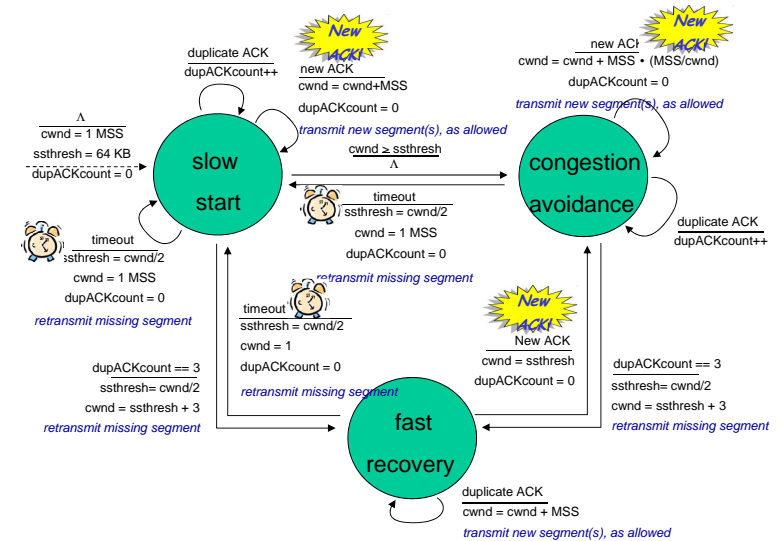 New
ACK!
duplicate ACK
dupACKcount++
new ACK
cwnd = cwnd+MSS
dupACKcount = 0
transmit new segment(s), as allowed
New
ACK!
new ACK
cwnd = cwnd + MSS • (MSS/cwnd)
dupACKcount = 0
transmit new segment(s), as allowed
Λ
cwnd = 1 MSS
ssthresh = 64 KB
dupACKcount = 0
slow
start
cwnd ≥ ssthresh
Λ
congestion
avoidance
timeout
ssthresh = cwnd/2
cwnd = 1 MSS
dupACKcount = 0
retransmit missing segment
timeout
ssthresh = cwnd/2
cwnd = 1 MSS
dupACKcount = 0
retransmit missing segment
duplicate ACK
dupACKcount++
timeout
ssthresh = cwnd/2
cwnd = 1
dupACKcount = 0
retransmit missing segment
New
ACK!
New ACK
cwnd = ssthresh
dupACKcount = 0
dupACKcount == 3
ssthresh= cwnd/2
cwnd = ssthresh + 3
retransmit missing segment
dupACKcount == 3
ssthresh= cwnd/2
cwnd = ssthresh + 3
retransmit missing segment
fast
recovery
duplicate ACK
cwnd = cwnd + MSS
transmit new segment(s), as allowed